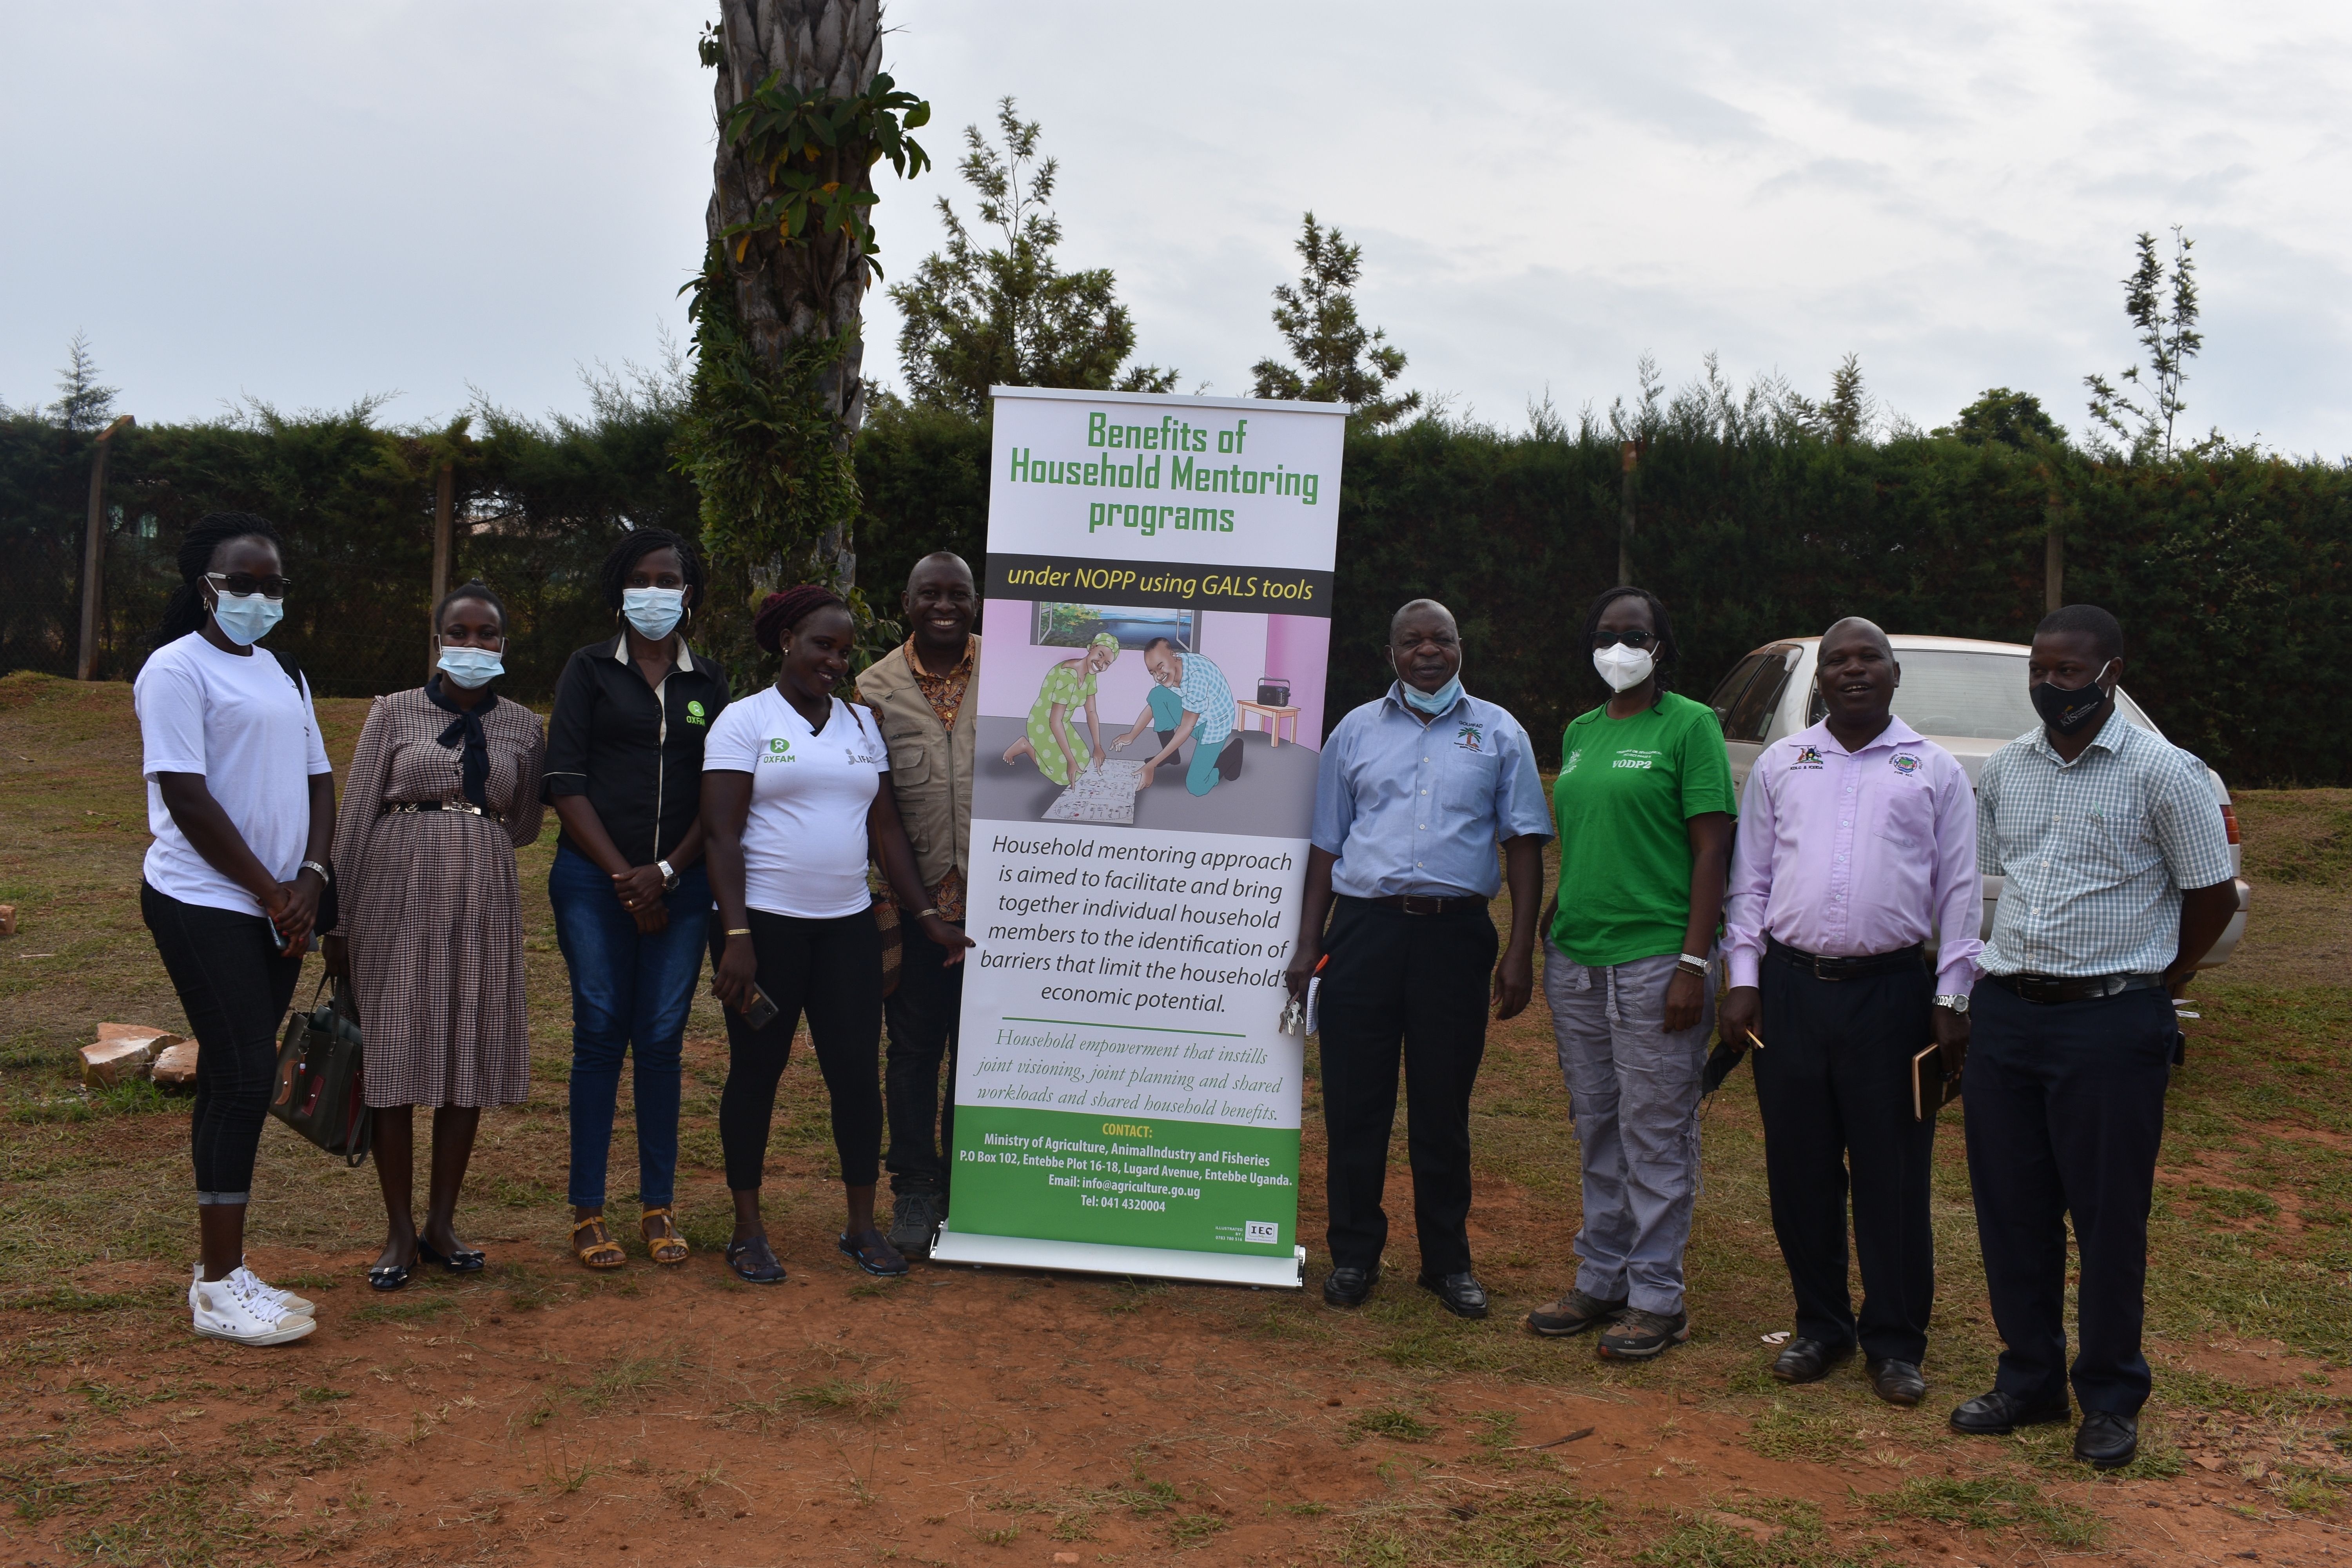 Benefits of
Household Mentoring
programs
under NOPP using GALS tools
Household mentoring approach
is aimed to facilitate and bring
together individual household
members to the identification of
barriers that limit the household's
economic potential.
Household empowerment that instills
joint visioning, joint planning and shared
workloads and shared household benefits.
CONTACT:
Ministry of Agriculture, AnimalIndustry and Fisheries
P.O Box 102, Entebbe Plot 16-18, Lugard Avenue, Entebbe Uganda.
Email: info@agriculture.go.ug
Tel: 041 4320004
ILLUSTRATED
BY:
IEC
OXFAM
OXFAM
IFAD
VODP2